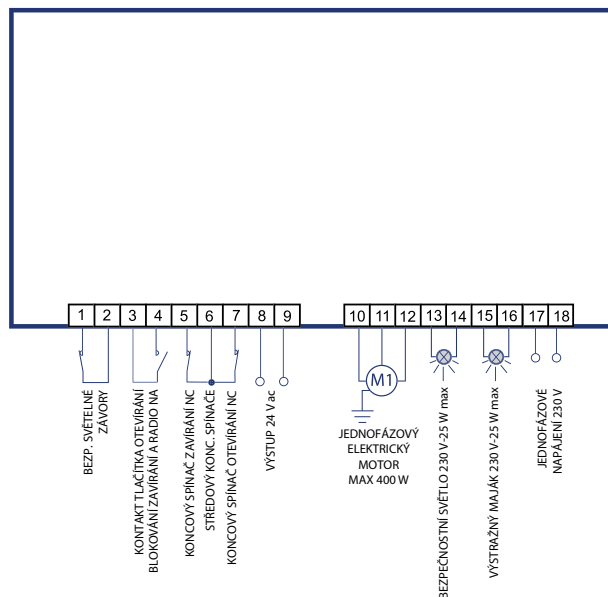 1 2 3 4 5 6 7 8 9
10 11 12 13 14 15 16 17 18
M1
BEZP. SVĚTELNÉ
ZÁVORY
KONTAKT TLAČÍTKA OTEVÍRÁNÍ
BLOKOVÁNÍ ZAVÍRÁNÍ A RADIO NA
KONCOVÝ SPÍNAČ ZAVÍRÁNÍ NC
STŘEDOVÝ KONC. SPÍNAČE
KONCOVÝ SPÍNAČ OTEVÍRÁNÍ NC
VÝSTUP 24 V ac
JEDNOFÁZOVÝ
ELEKTRICKÝ
MOTOR
MAX 400 W
BEZPEČNOSTNÍ SVĚTLO 230 V-25 W max
VÝSTRAŽNÝ MAJÁK 230 V-25 W max
JEDNOFÁZOVÉ
NAPÁJENÍ 230 V